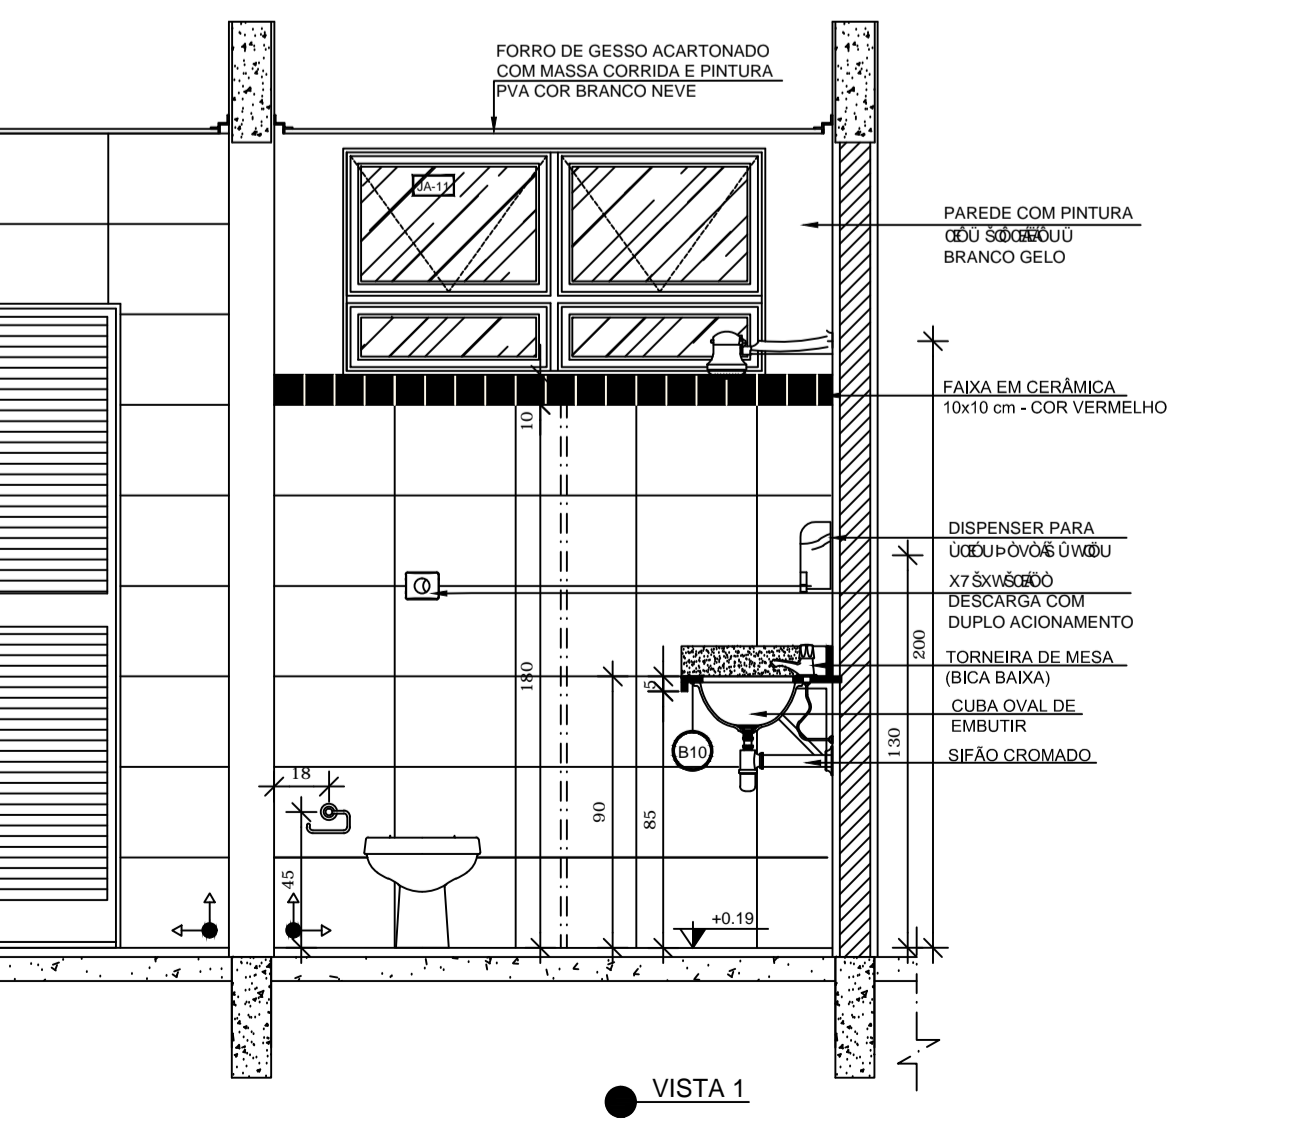 FORRO DE GESSO ACARTONADO
COM MASSA CORRIDA E PINTURA
PVA COR BRANCO NEVE
JA-11
PAREDE COM PINTURA
BRANCO GELO
FAIXA EM CERÂMICA
10x10 cm - COR VERMELHO
10
DISPENSER PARA
DESCARGA COM
DUPLO ACIONAMENTO
200
TORNEIRA DE MESA
(BICA BAIXA)
180
5
CUBA OVAL DE
EMBUTIR
130
B10
SIFÃO CROMADO
18
90
85
45
+0.19
VISTA 1